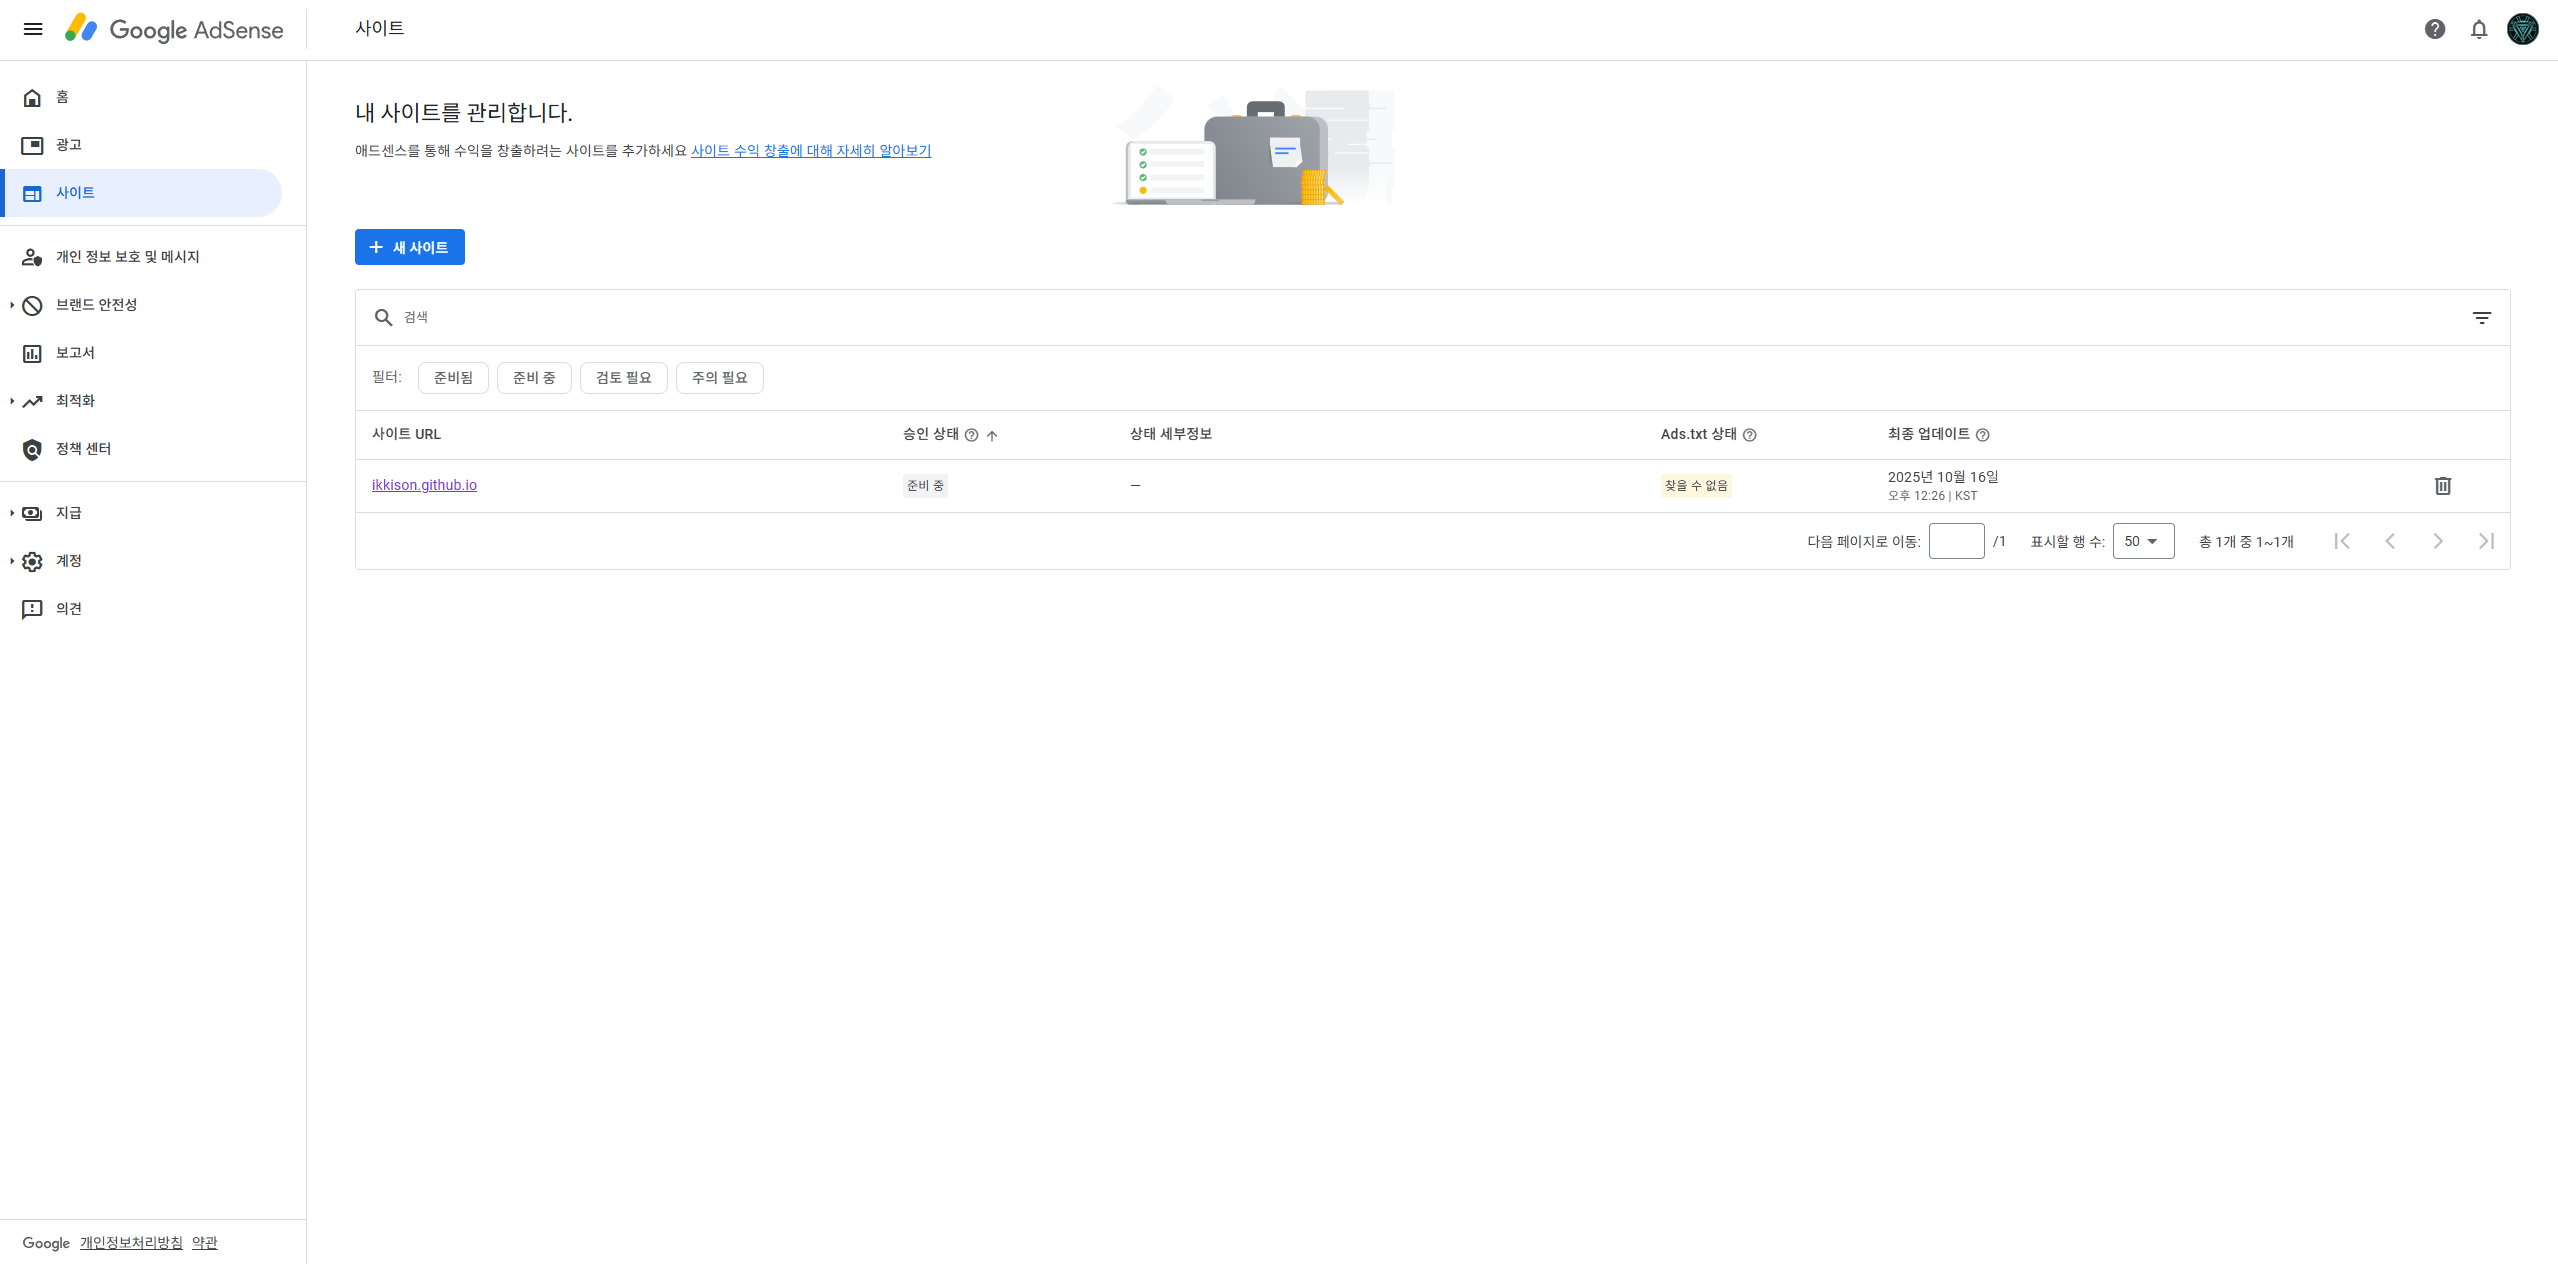 Google AdSense
사이트
홈
광고
사이트
개인 정보 보호 및 메시지
브랜드 안전성
보고서
최적화
정책 센터
지급
계정
의견
Google 개인정보처리방침 약관
내 사이트를 관리합니다.
애드센스를 통해 수익을 창출하려는 사이트를 추가하세요 사이트 수익 창출에 대해 자세히 알아보기
새 사이트
검색
필터: 준비됨 준비 중 검토 필요 주의 필요
사이트 URL 승인 상태 상태 세부정보 Ads.txt 상태 최종 업데이트
ikkison.github.io 준비 중 — 찾을 수 없음 2025년 10월 16일
오후 12:26 | KST
다음 페이지로 이동: /1 표시할 행 수: 50 총 1개 중 1~1개